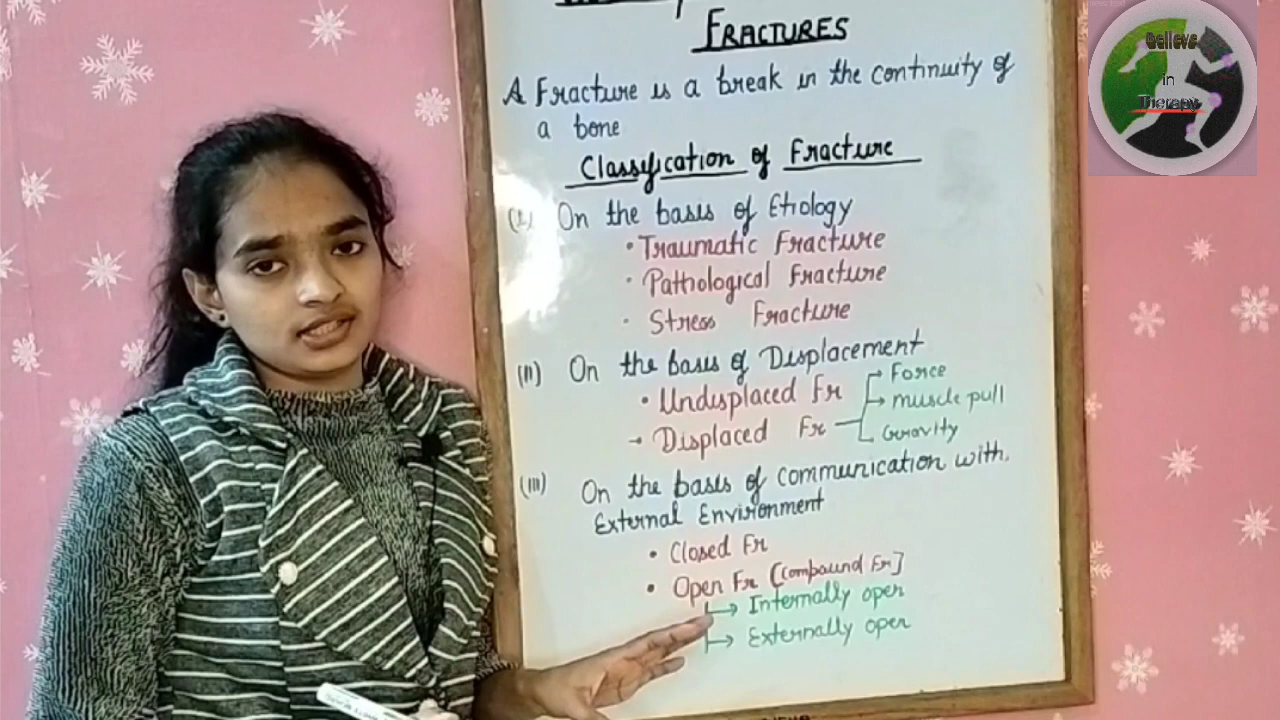 FRACTURES
A Fracture is a break in the continuity of
a bone
Classification of Fracture
(I) On the basis of Etiology
• Traumatic Fracture
• Pathological Fracture
• Stress Fracture
(II) On the basis of Displacement
• Undisplaced Fr
→ Displaced Fr
→ Force
→ muscle pull
Gravity
(III) On the basis of communication with
External Environment
• Closed Fr
• Open Fr [Compound Fr]
→ Internally open
→ Externally open
Believe
in
Therapy